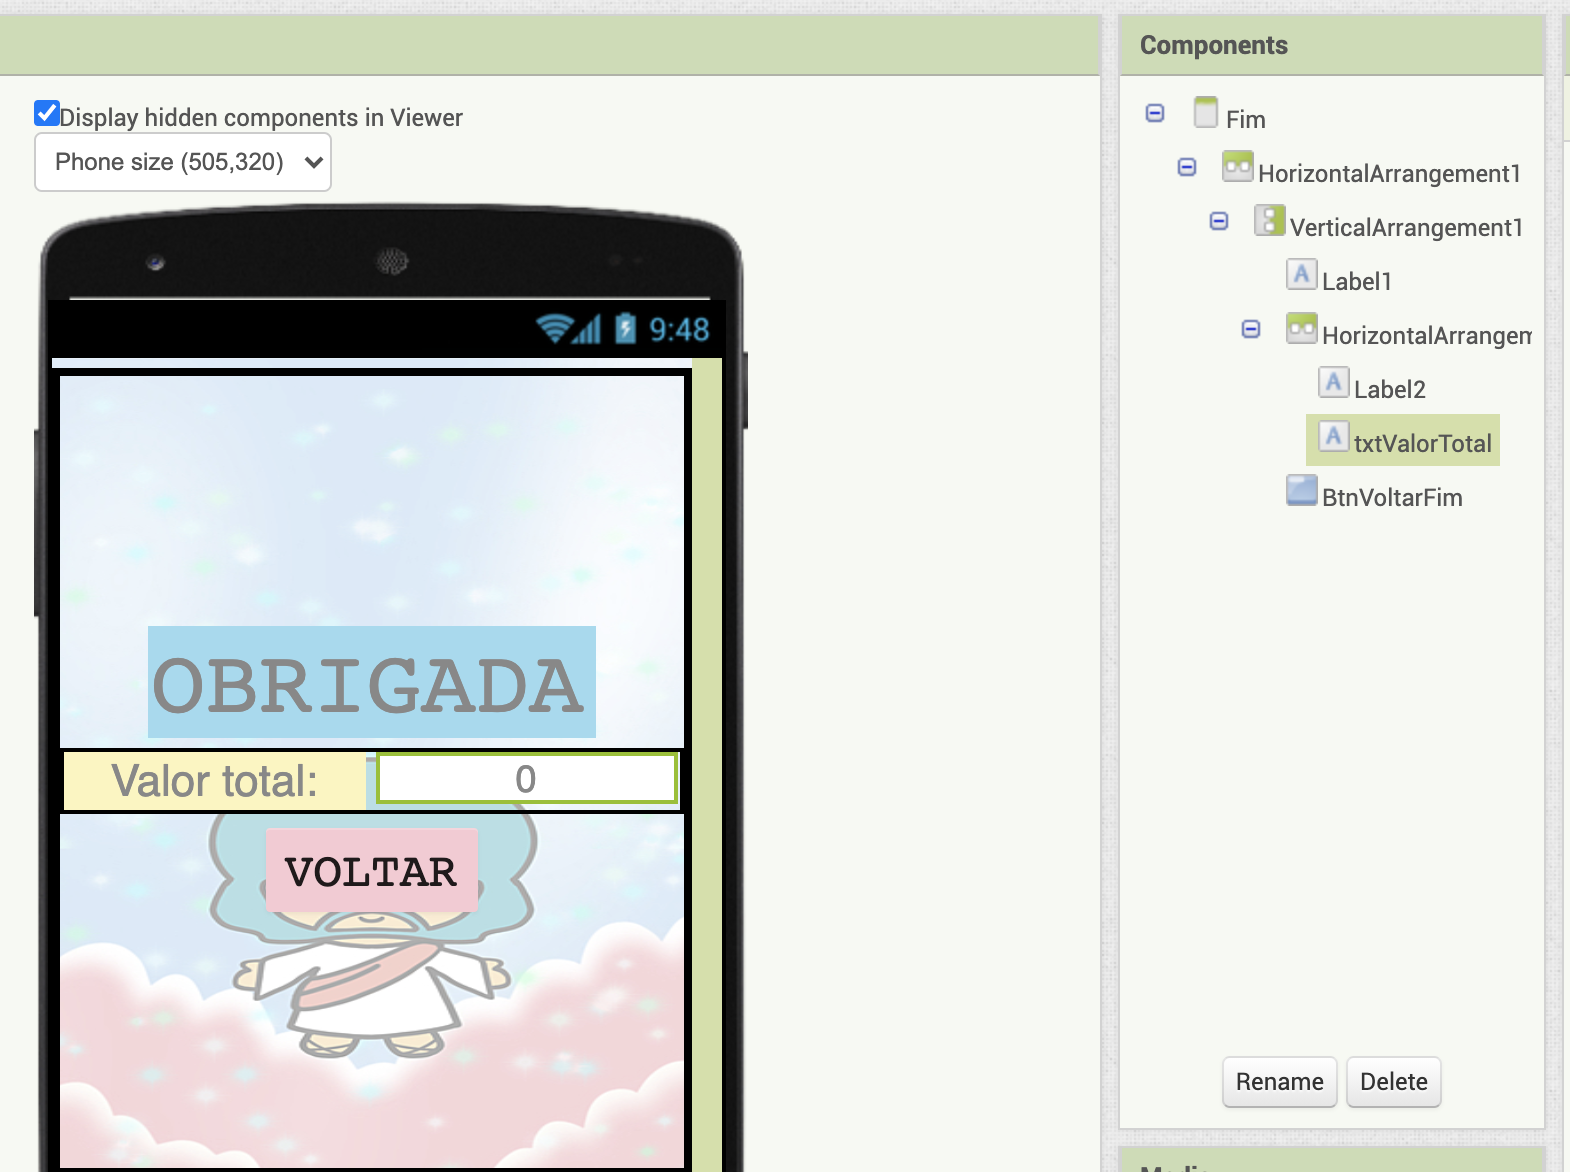 Components
Display hidden components in Viewer
Phone size (505,320)
Fim
HorizontalArrangement1
VerticalArrangement1
Label1
HorizontalArrangem
Label2
txtValorTotal
BtnVoltarFim
9:48
OBRIGADA
Valor total:
0
VOLTAR
Rename
Delete